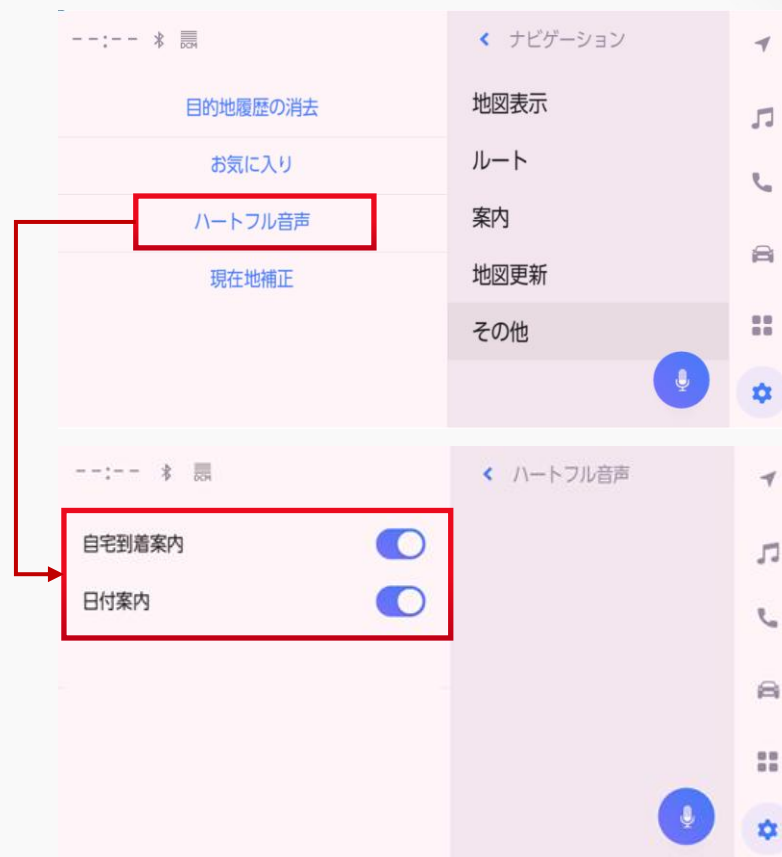 --:--
DCM
ナビゲーション
目的地履歴の消去
お気に入り
ハートフル音声
現在地補正
地図表示
ルート
案内
地図更新
その他
--:--
DCM
ハートフル音声
自宅到着案内
日付案内